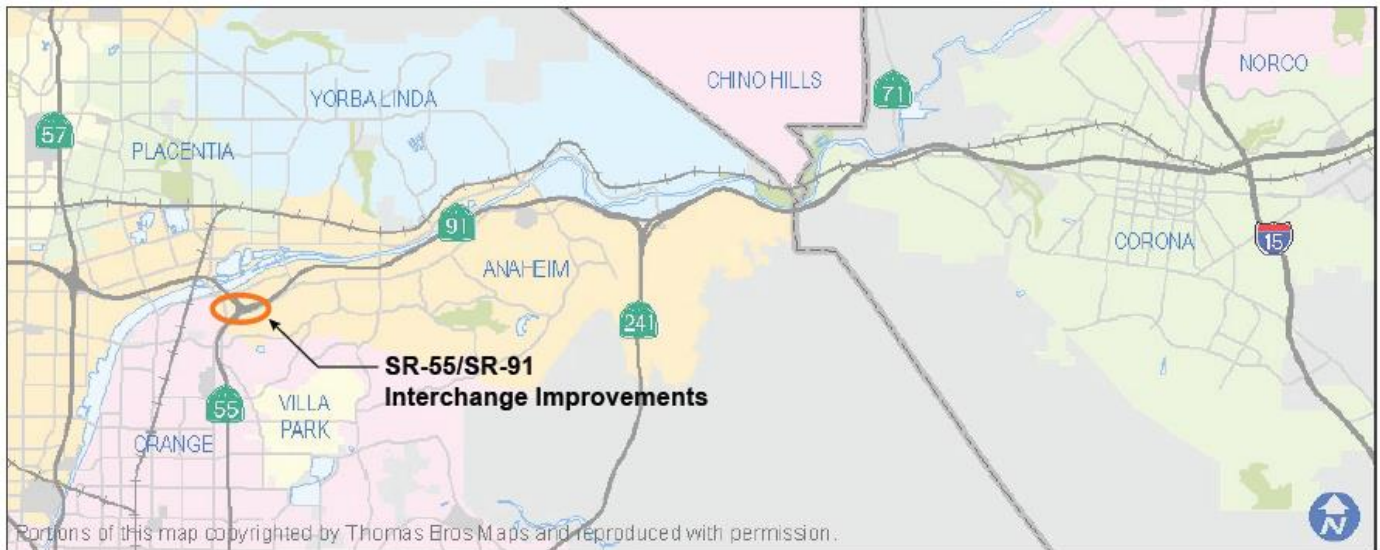 CHINO HILLS
71
NORCO
YORBA LINDA
57
PLACENTIA
91
ANAHEIM
CORONA
15
241
SR-55/SR-91
Interchange Improvements
55
VILLA
PARK
ORANGE
Portions of this map copyrighted by Thomas Bros Maps and reproduced with permission.
N